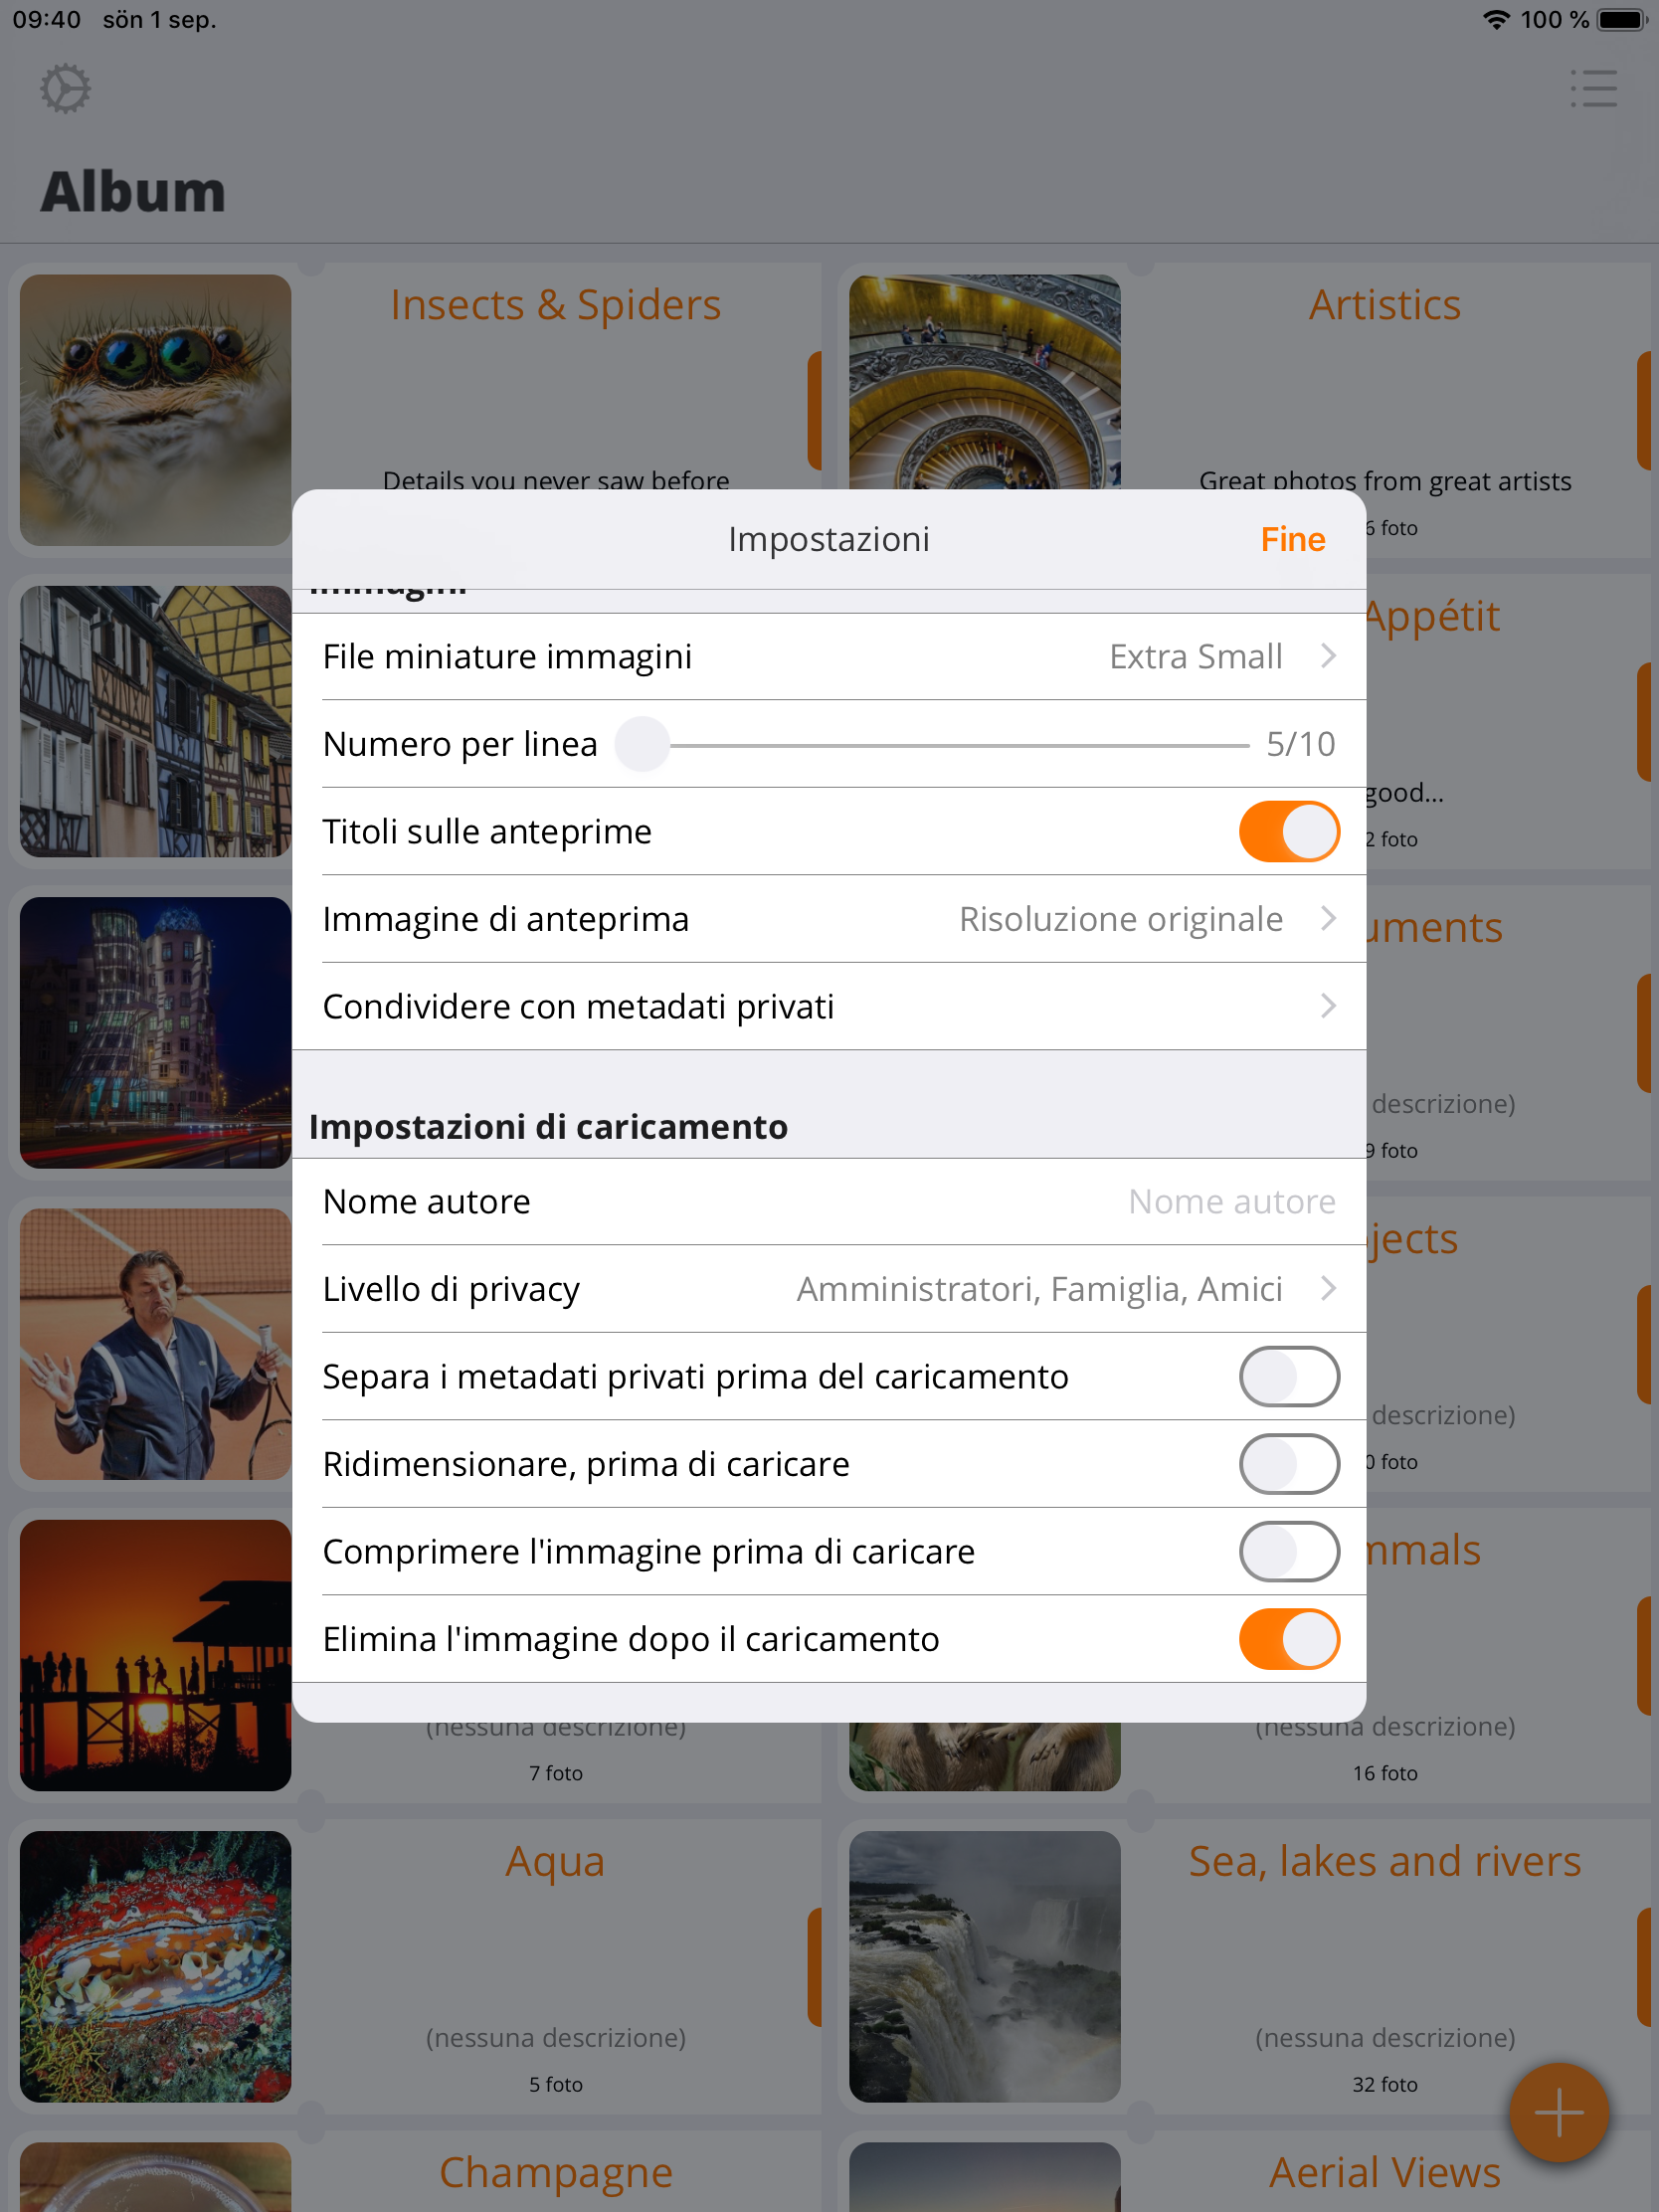 09:40 sön 1 sep.
100 %
Album
Insects & Spiders
Details you never saw before
Artistics
Great photos from great artists
6 foto
Impostazioni
Fine
Immagini
File miniature immagini
Extra Small
Numero per linea
5/10
Titoli sulle anteprime
Immagine di anteprima
Risoluzione originale
Condividere con metadati privati
Impostazioni di caricamento
Nome autore
Nome autore
Livello di privacy
Amministratori, Famiglia, Amici
Separa i metadati privati prima del caricamento
Ridimensionare, prima di caricare
Comprimere l'immagine prima di caricare
Elimina l'immagine dopo il caricamento
Appétit
good...
2 foto
uments
descrizione)
9 foto
jects
descrizione)
0 foto
mmals
(nessuna descrizione)
7 foto
(nessuna descrizione)
16 foto
Aqua
(nessuna descrizione)
5 foto
Sea, lakes and rivers
(nessuna descrizione)
32 foto
Champagne
Aerial Views